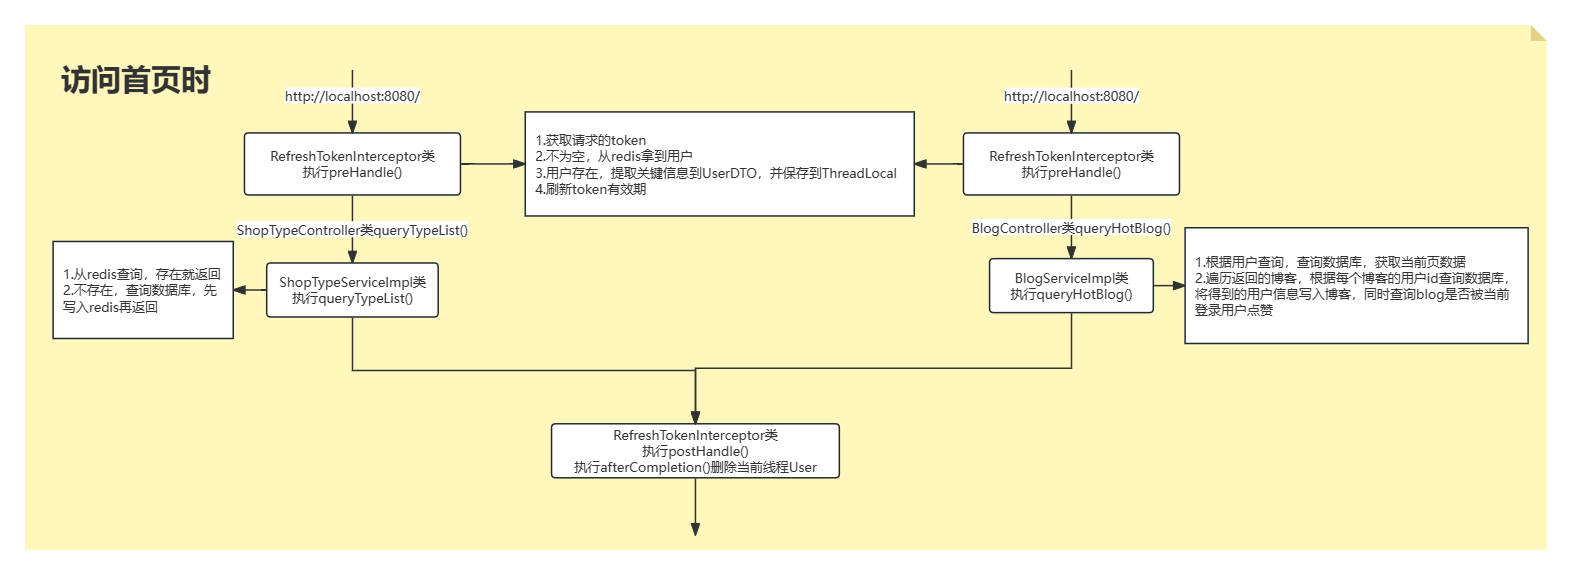 访问首页时
http://localhost:8080/
http://localhost:8080/
RefreshTokenInterceptor类
执行preHandle()
1.获取请求的token
2.不为空，从redis拿到用户
3.用户存在，提取关键信息到UserDTO，并保存到ThreadLocal
4.刷新token有效期
RefreshTokenInterceptor类
执行preHandle()
ShopTypeController类queryTypeList()
BlogController类queryHotBlog()
1.从redis查询，存在就返回
2.不存在，查询数据库，先
写入redis再返回
ShopTypeServiceImpl类
执行queryTypeList()
BlogServiceImpl类
执行queryHotBlog()
1.根据用户查询，查询数据库，获取当前页数据
2.遍历返回的博客，根据每个博客的用户id查询数据库，
将得到的用户信息写入博客，同时查询blog是否被当前
登录用户点赞
RefreshTokenInterceptor类
执行postHandle()
执行afterCompletion()删除当前线程User